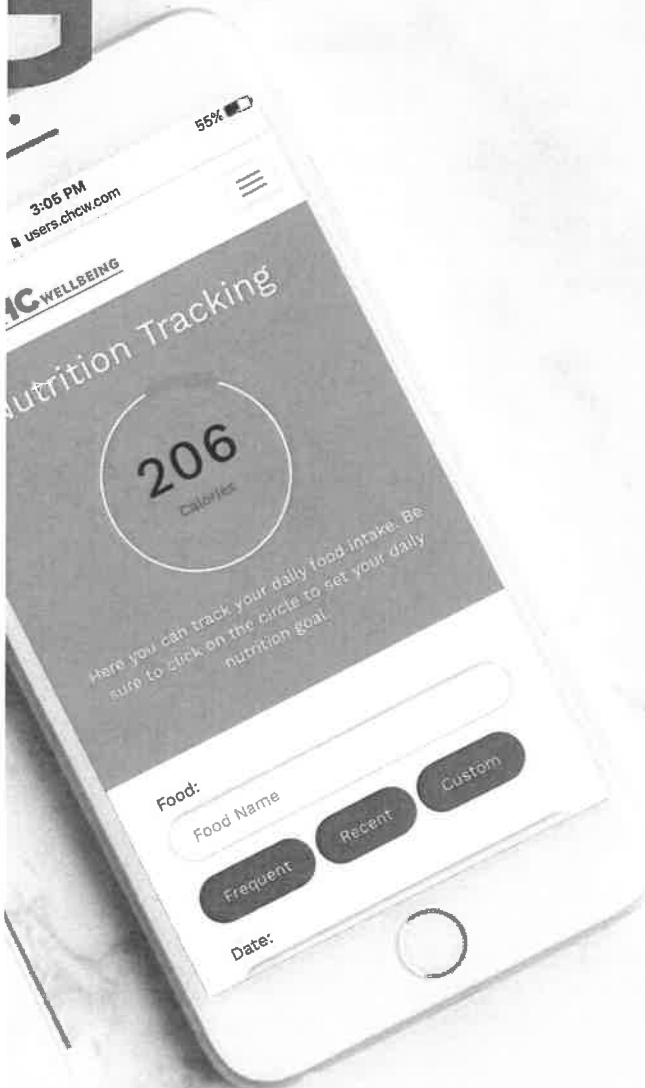 G
55%
3:05 PM
users.chcw.com
HC WELLBEING
Nutrition Tracking
206
Calories
Here you can track your daily food intake. Be
sure to click on the circle to set your daily
nutrition goal.
Food:
Food Name
Frequent
Recent
Custom
Date: